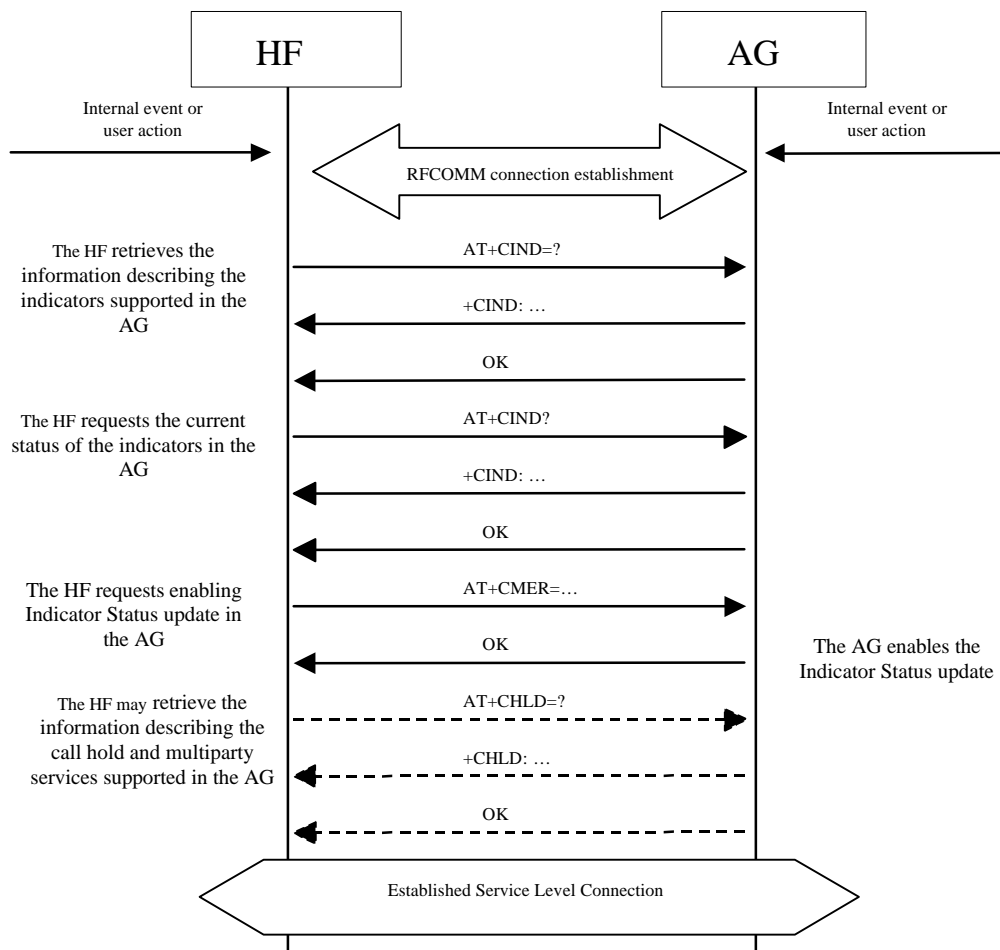 HF
AG
Internal event or
user action
Internal event or
user action
RFCOMM connection establishment
The HF retrieves the
information describing the
indicators supported in the
AG
AT+CIND=?
+CIND: …
OK
The HF requests the current
status of the indicators in the
AG
AT+CIND?
+CIND: …
OK
The HF requests enabling
Indicator Status update in
the AG
AT+CMER=…
OK
The AG enables the
Indicator Status update
The HF may retrieve the
information describing the
call hold and multiparty
services supported in the AG
AT+CHLD=?
+CHLD: …
OK
Established Service Level Connection